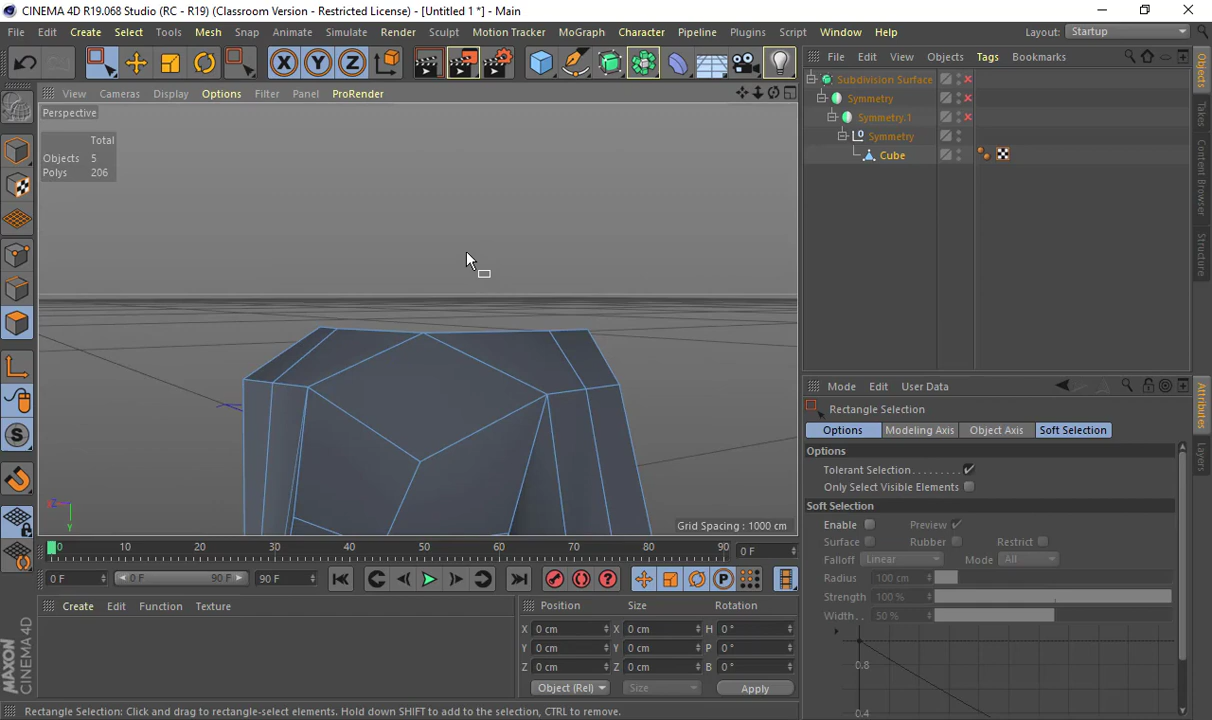 CINEMA 4D R19.068 Studio (RC - R19) (Classroom Version - Restricted License) - [Untitled 1 *] - Main
File Edit Create Select Tools Mesh Snap Animate Simulate Render Sculpt Motion Tracker MoGraph Character Pipeline Plugins Script Window Help Layout: Startup
X Y Z
File Edit View Objects Tags Bookmarks
View Cameras Display Options Filter Panel ProRender
Perspective
Total
Objects 5
Polys 206
Subdivision Surface
Symmetry
Symmetry.1
Symmetry
Cube
Objects
Takes
Content Browser
Structure
Mode Edit User Data
Rectangle Selection
Options Modeling Axis Object Axis Soft Selection
Options
Tolerant Selection
Only Select Visible Elements
Soft Selection
Enable Preview
Surface Rubber Restrict
Falloff Linear Mode All
Radius 100 cm
Strength 100 %
Width 50 %
0.8
0.4
Attributes
Layers
Z
Y
Grid Spacing : 1000 cm
0 10 20 30 40 50 60 70 80 90 0 F
0 F 0 F 90 F 90 F
Create Edit Function Texture
Position Size Rotation
X 0 cm X 0 cm H 0 °
Y 0 cm Y 0 cm P 0 °
Z 0 cm Z 0 cm B 0 °
Object (Rel) Size Apply
MAXON CINEMA 4D
Rectangle Selection: Click and drag to rectangle-select elements. Hold down SHIFT to add to the selection, CTRL to remove.